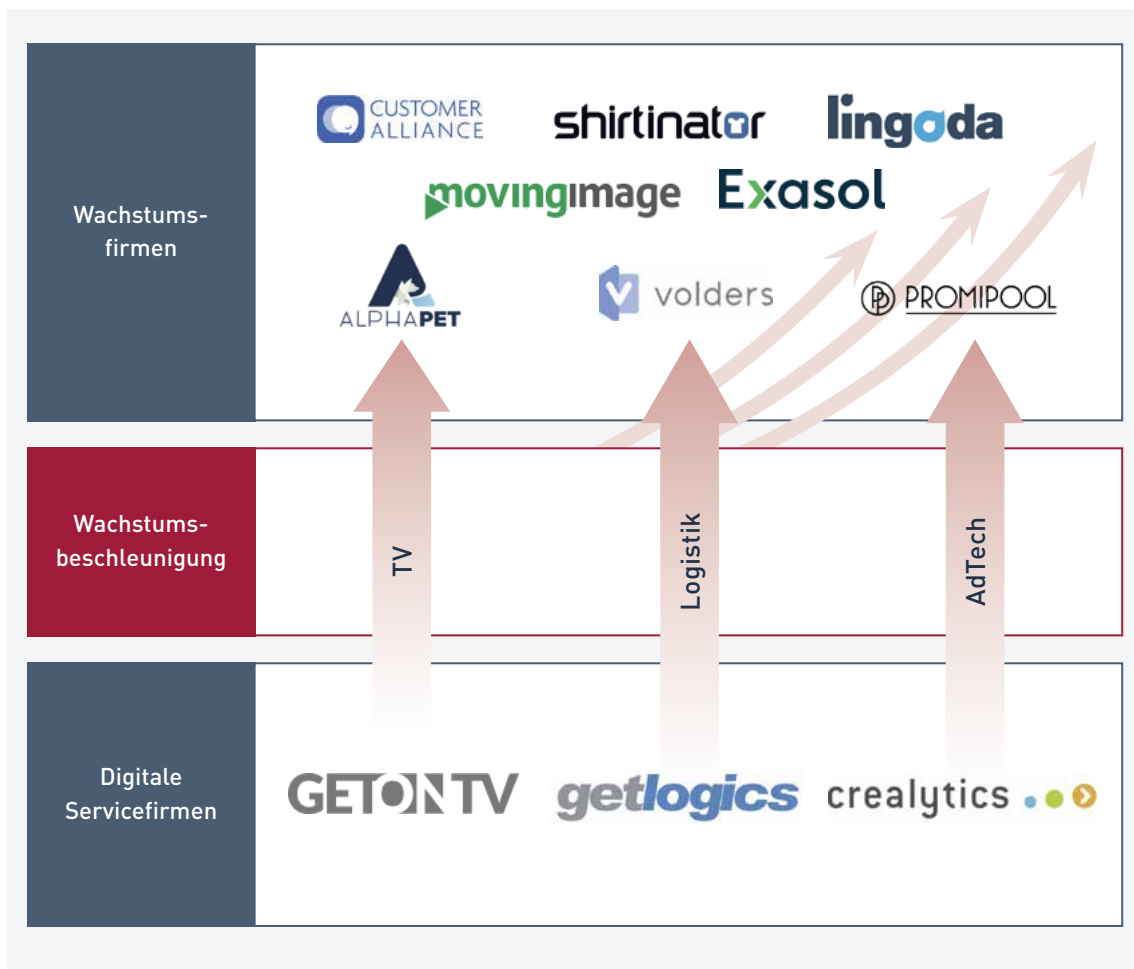 Wachstums-
firmen
CUSTOMER
ALLIANCE
shirtinator
lingoda
movingimage
Exasol
ALPHAPET
volders
PROMIPOOL
Wachstums-
beschleunigung
TV
Logistik
AdTech
Digitale
Servicefirmen
GETONTV
getlogics
crealytics